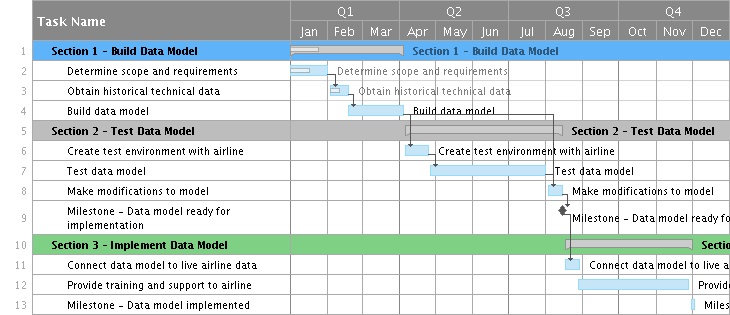 Task Name
Q1 Q2 Q3 Q4
Jan Feb Mar Apr May Jun Jul Aug Sep Oct Nov Dec
1 Section 1 - Build Data Model Section 1 - Build Data Model
2 Determine scope and requirements Determine scope and requirements
3 Obtain historical technical data Obtain historical technical data
4 Build data model Build data model
5 Section 2 - Test Data Model Section 2 - Test Data Model
6 Create test environment with airline Create test environment with airline
7 Test data model Test data model
8 Make modifications to model Make modifications to model
9 Milestone - Data model ready for
implementation Milestone - Data model ready fo
10 Section 3 - Implement Data Model Sectio
11 Connect data model to live airline data Connect data model to live a
12 Provide training and support to airline Provid
13 Milestone - Data model implemented Miles